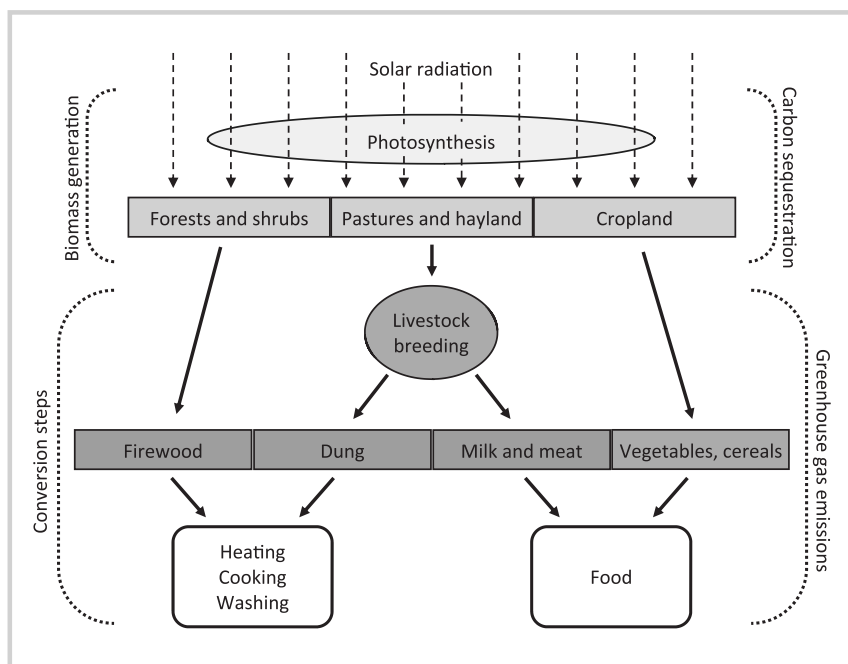 Solar radiation
Photosynthesis
Biomass generation
Carbon sequestration
Forests and shrubs
Pastures and hayland
Cropland
Livestock
breeding
Conversion steps
Greenhouse gas emissions
Firewood
Dung
Milk and meat
Vegetables, cereals
Heating
Cooking
Washing
Food